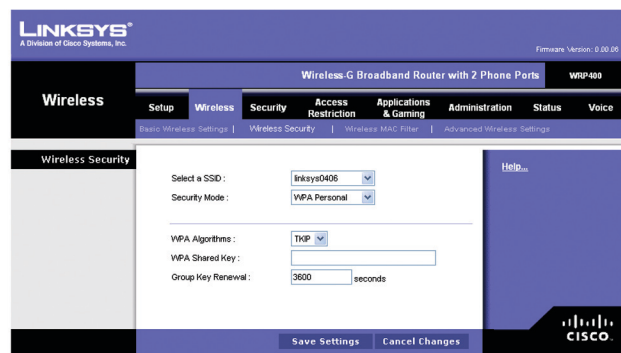 LINKSYS®
A Division of Cisco Systems, Inc.
Firmware Version: 0.00.06
Wireless-G Broadband Router with 2 Phone Ports WRP400
Wireless
Setup Wireless Security Access Restriction Applications & Gaming Administration Status Voice
Basic Wireless Settings | Wireless Security | Wireless MAC Filter | Advanced Wireless Settings
Wireless Security
Help...
Select a SSID : linksys0406
Security Mode : WPA Personal
WPA Algorithms : TKIP
WPA Shared Key :
Group Key Renewal : 3600 seconds
Save Settings Cancel Changes
CISCO.